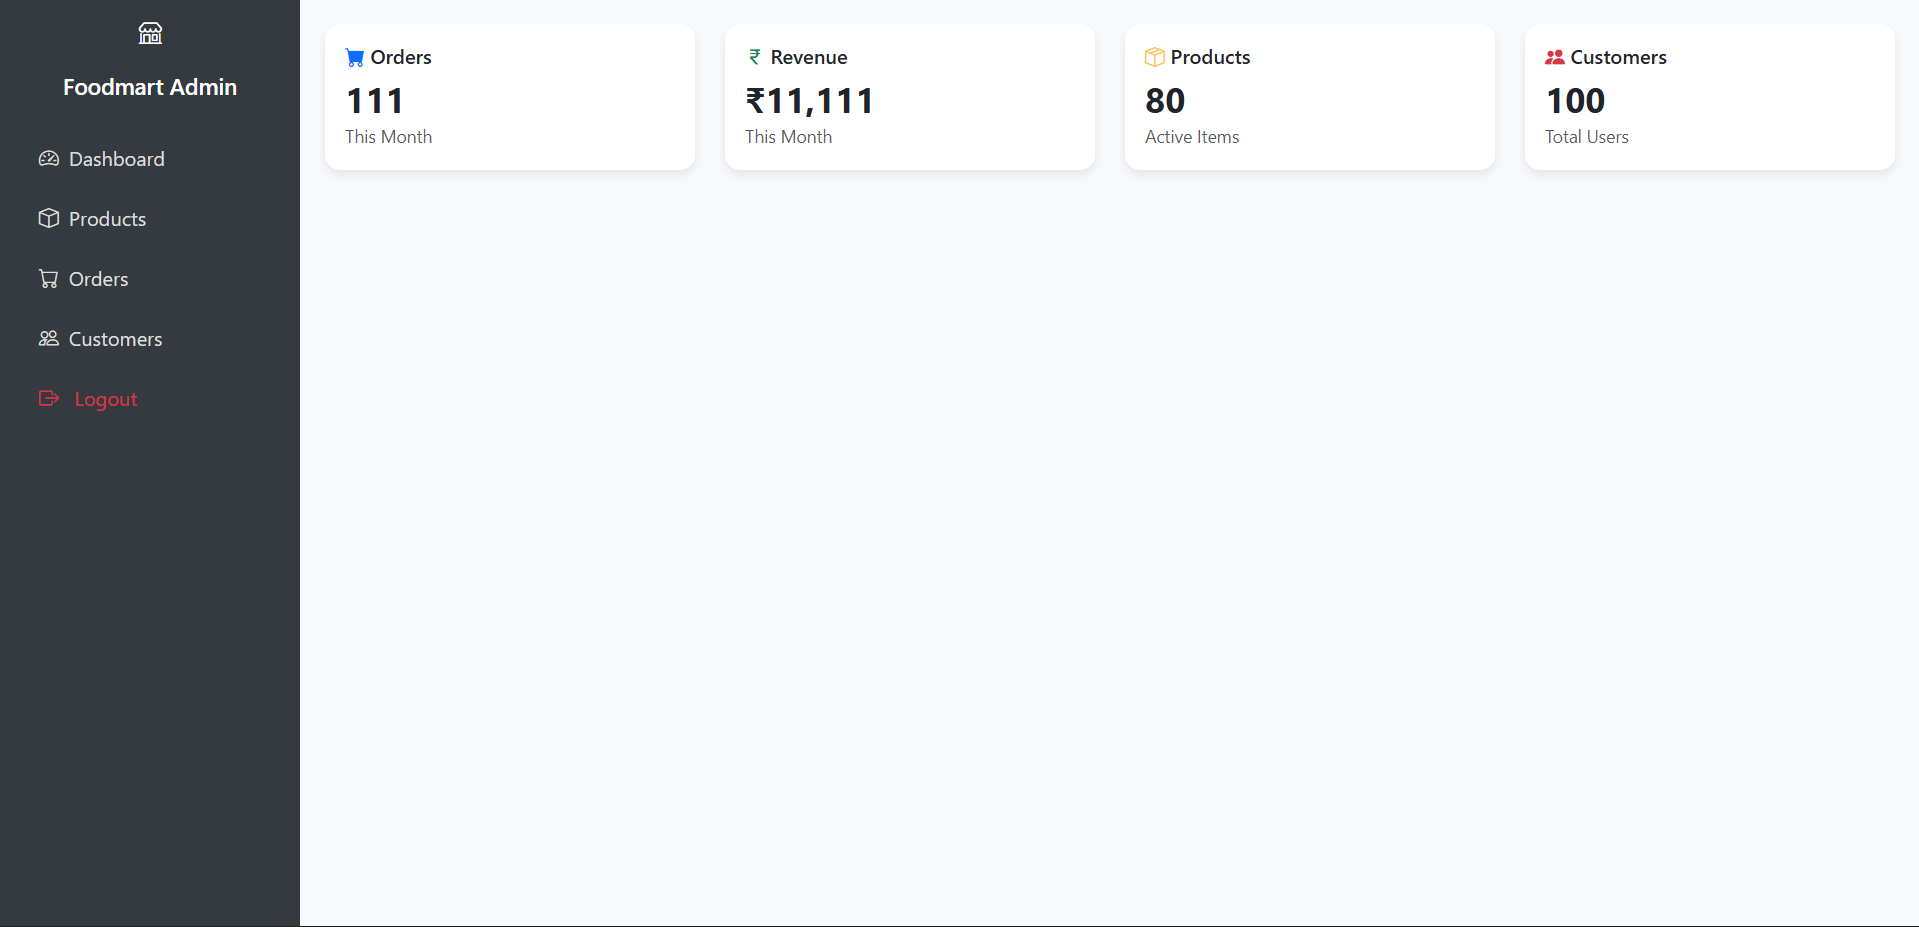 Foodmart Admin
Dashboard
Products
Orders
Customers
Logout
Orders
111
This Month
₹ Revenue
₹11,111
This Month
Products
80
Active Items
Customers
100
Total Users